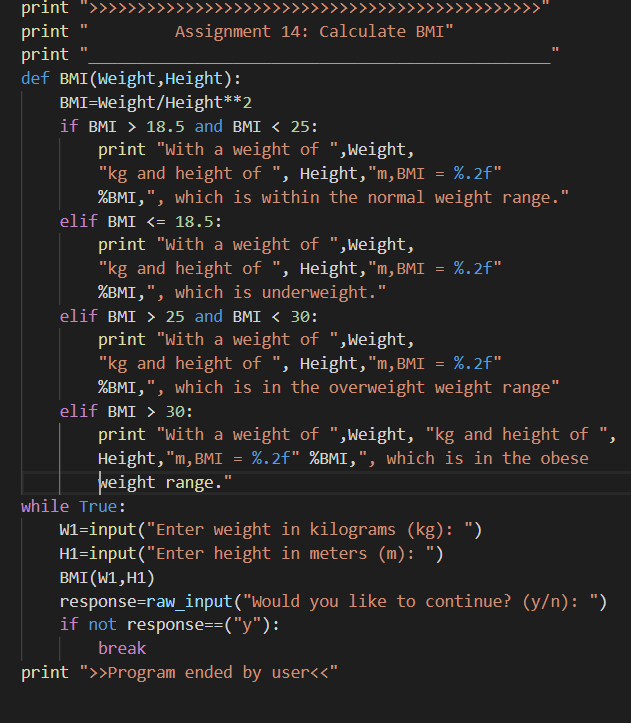 print ">>>>>>>>>>>>>>>>>>>>>>>>>>>>>>>>>>>>>>>>>>>>>>>"
print "         Assignment 14: Calculate BMI"
print "________________________________________________"
def BMI(Weight,Height):
    BMI=Weight/Height**2
    if BMI > 18.5 and BMI < 25:
        print "With a weight of ",Weight,
        "kg and height of ", Height,"m,BMI = %.2f"
        %BMI,", which is within the normal weight range."
    elif BMI <= 18.5:
        print "With a weight of ",Weight,
        "kg and height of ", Height,"m,BMI = %.2f"
        %BMI,", which is underweight."
    elif BMI > 25 and BMI < 30:
        print "With a weight of ",Weight,
        "kg and height of ", Height,"m,BMI = %.2f"
        %BMI,", which is in the overweight weight range"
    elif BMI > 30:
        print "With a weight of ",Weight, "kg and height of ",
        Height,"m,BMI = %.2f" %BMI,", which is in the obese
        weight range."
while True:
    W1=input("Enter weight in kilograms (kg): ")
    H1=input("Enter height in meters (m): ")
    BMI(W1,H1)
    response=raw_input("Would you like to continue? (y/n): ")
    if not response==("y"):
        break
print ">>Program ended by user<<"